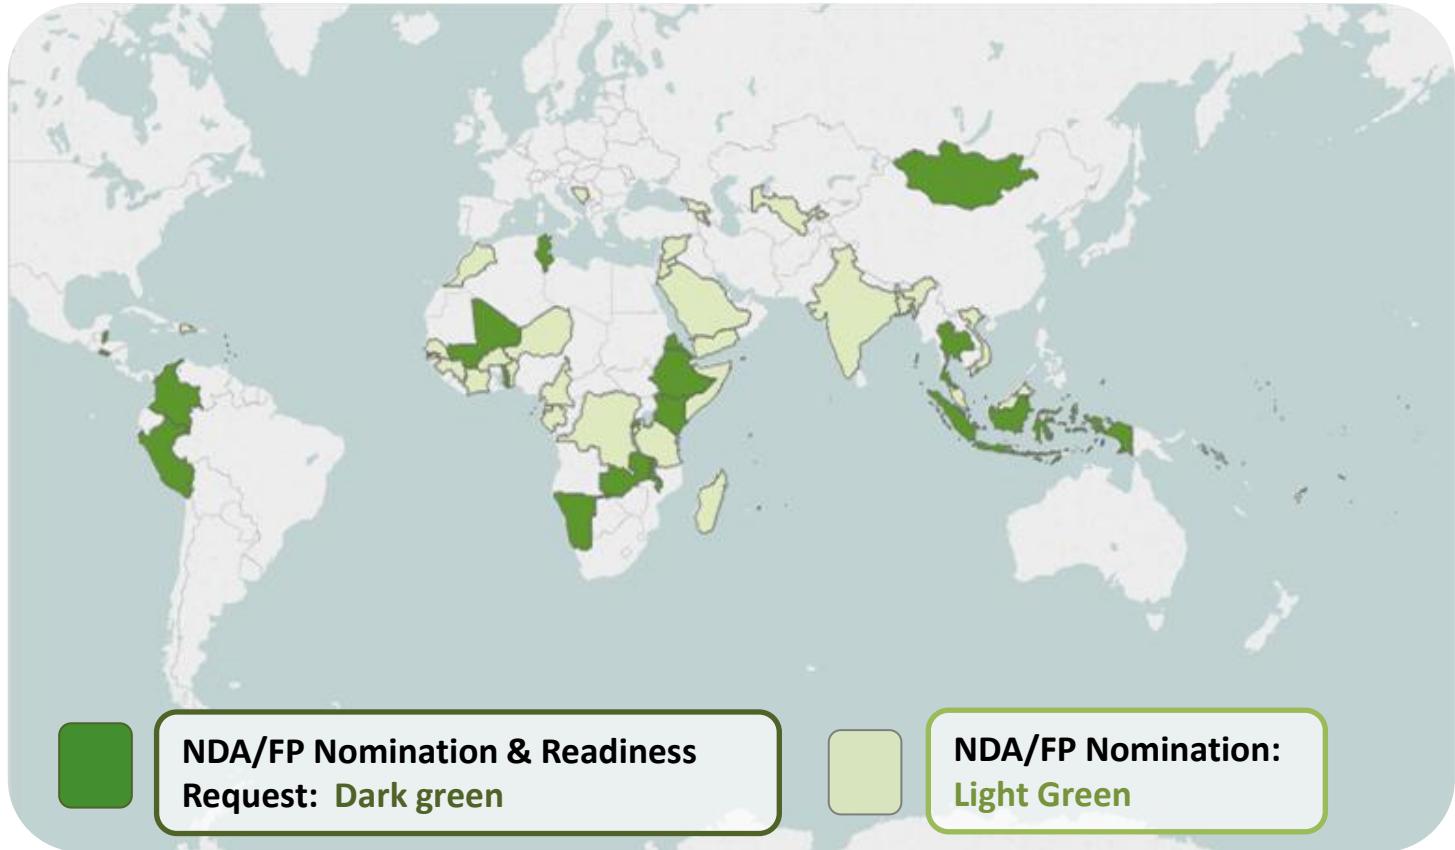 NDA/FP Nomination & Readiness
Request: Dark green
NDA/FP Nomination:
Light Green